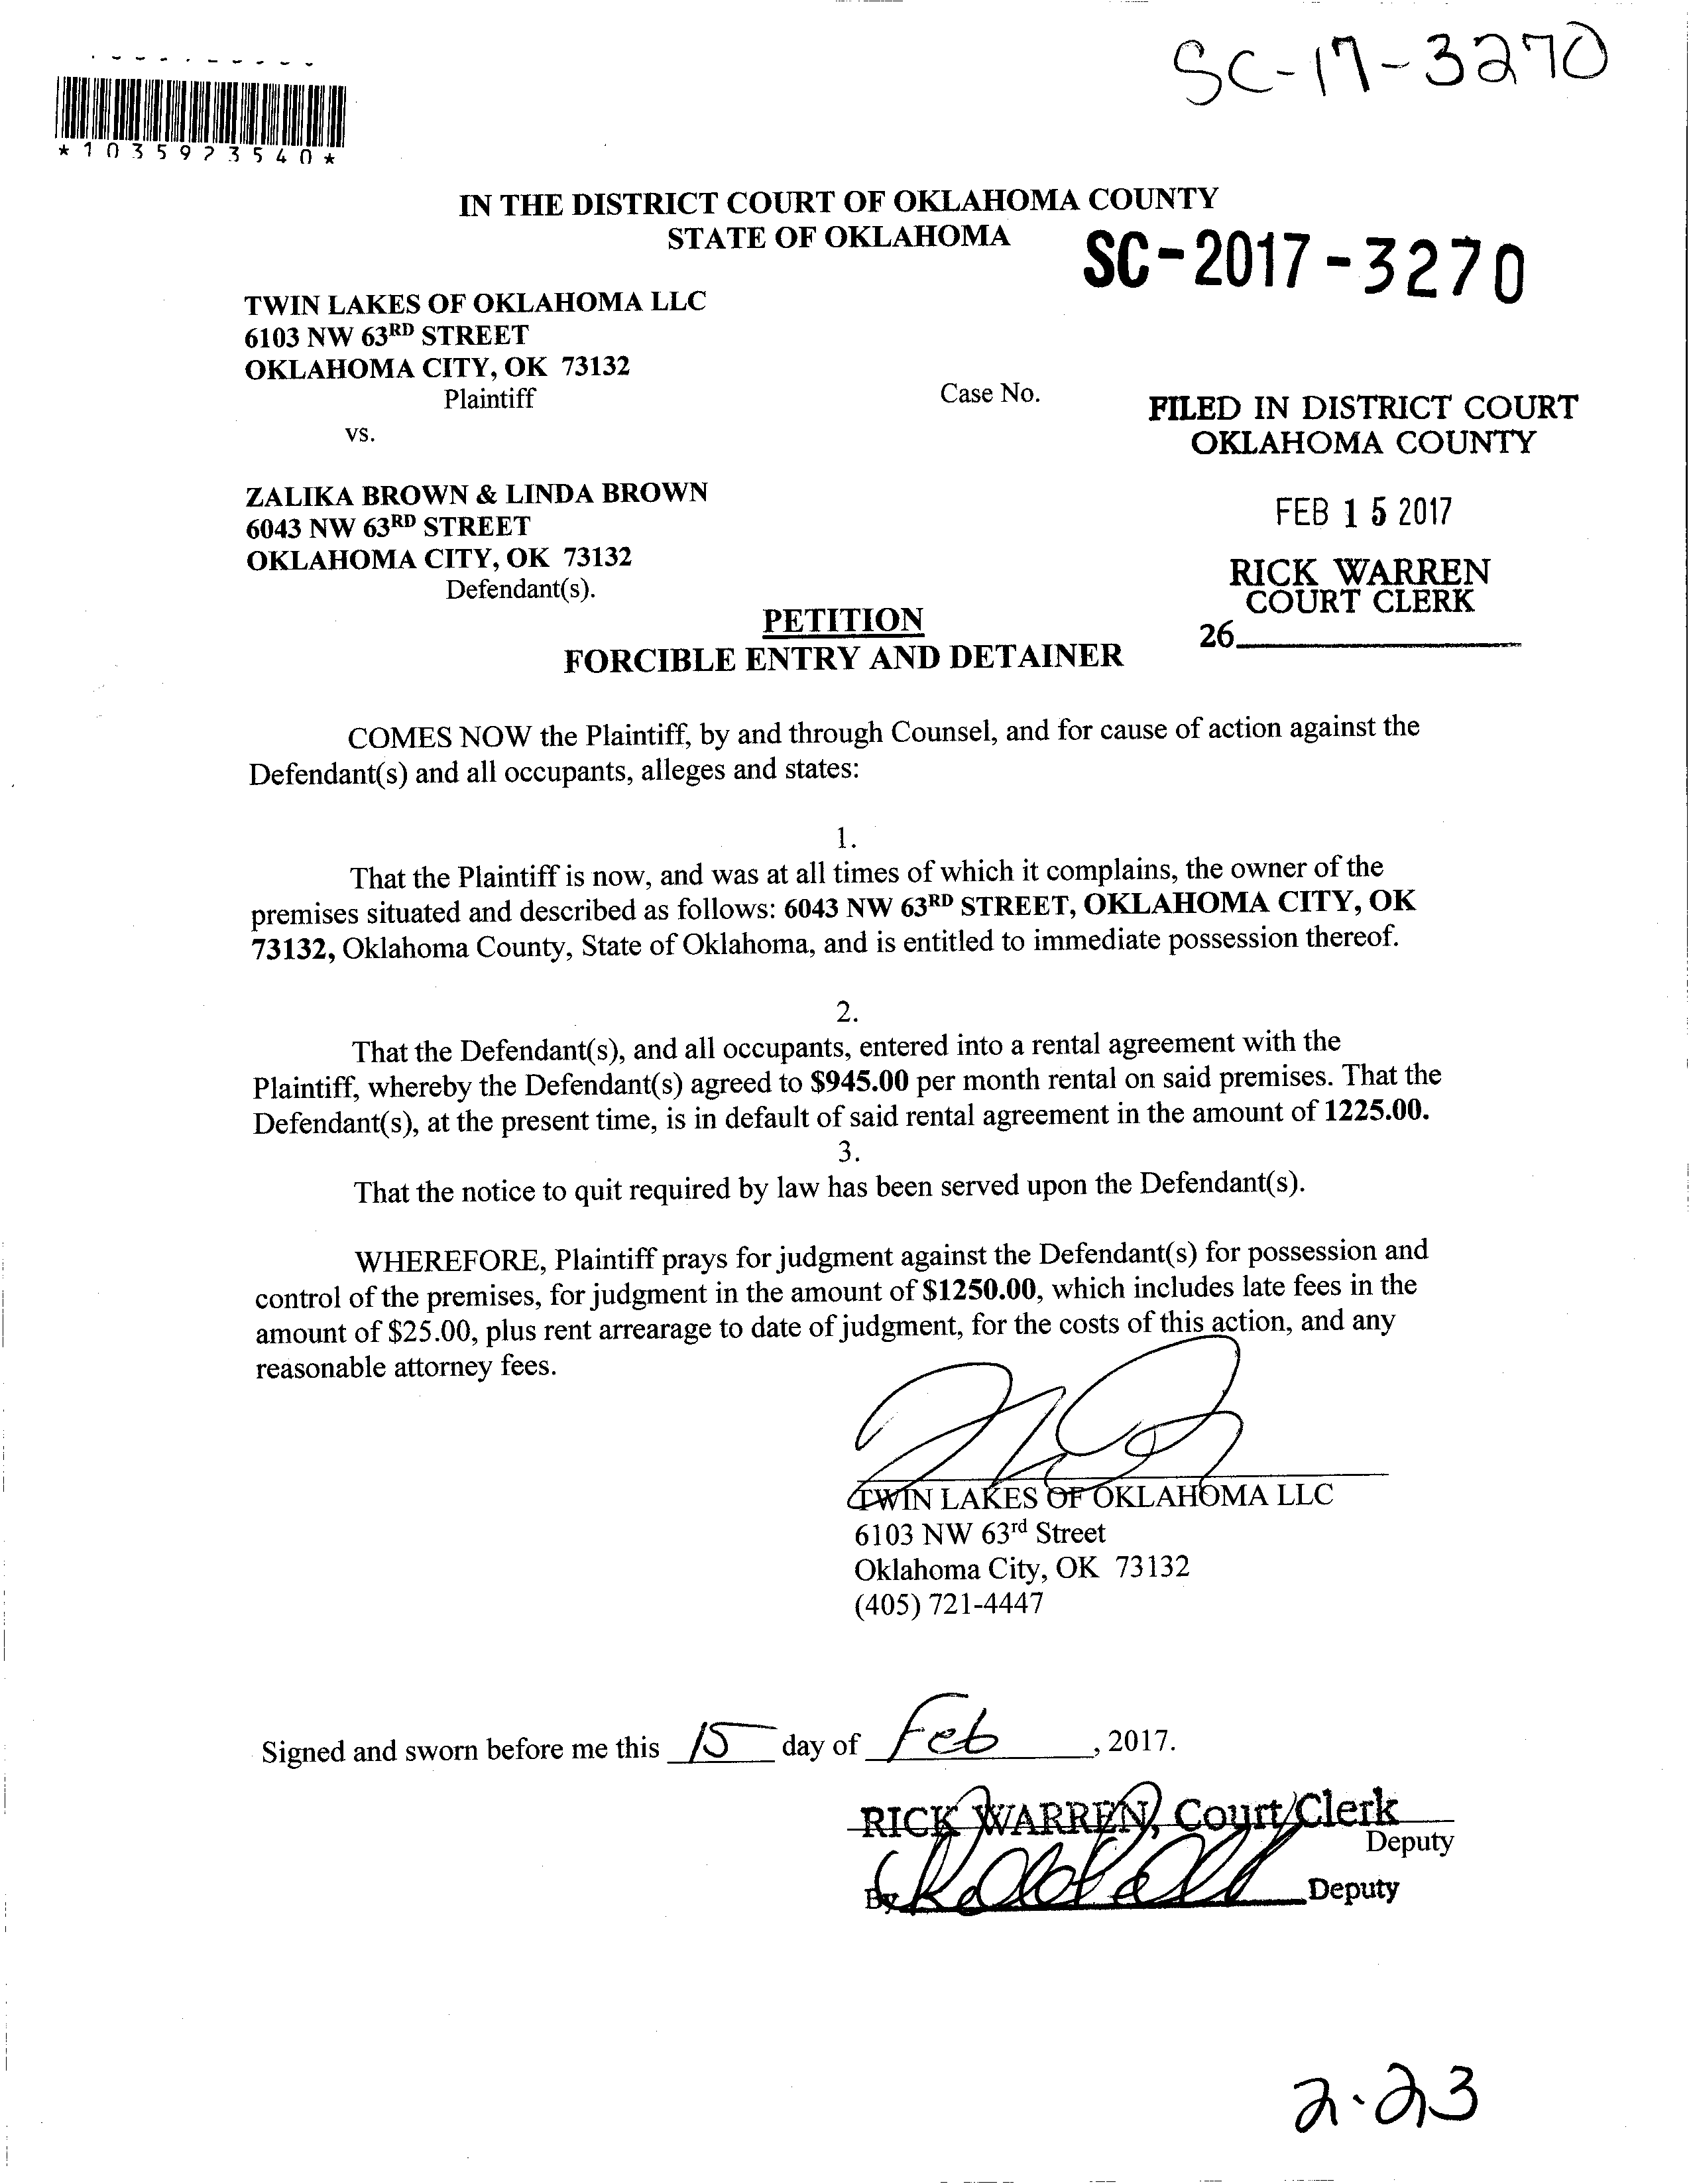 SC-17-3270
*1035923540*
IN THE DISTRICT COURT OF OKLAHOMA COUNTY
STATE OF OKLAHOMA
SC-2017-3270
TWIN LAKES OF OKLAHOMA LLC
6103 NW 63RD STREET
OKLAHOMA CITY, OK 73132
Plaintiff
Case No.
vs.
FILED IN DISTRICT COURT
OKLAHOMA COUNTY
ZALIKA BROWN & LINDA BROWN
6043 NW 63RD STREET
OKLAHOMA CITY, OK 73132
Defendant(s).
FEB 15 2017
RICK WARREN
COURT CLERK
26
PETITION
FORCIBLE ENTRY AND DETAINER
COMES NOW the Plaintiff, by and through Counsel, and for cause of action against the
Defendant(s) and all occupants, alleges and states:
1.
That the Plaintiff is now, and was at all times of which it complains, the owner of the
premises situated and described as follows: 6043 NW 63RD STREET, OKLAHOMA CITY, OK
73132, Oklahoma County, State of Oklahoma, and is entitled to immediate possession thereof.
2.
That the Defendant(s), and all occupants, entered into a rental agreement with the
Plaintiff, whereby the Defendant(s) agreed to $945.00 per month rental on said premises. That the
Defendant(s), at the present time, is in default of said rental agreement in the amount of 1225.00.
3.
That the notice to quit required by law has been served upon the Defendant(s).
WHEREFORE, Plaintiff prays for judgment against the Defendant(s) for possession and
control of the premises, for judgment in the amount of $1250.00, which includes late fees in the
amount of $25.00, plus rent arrearage to date of judgment, for the costs of this action, and any
reasonable attorney fees.
TWIN LAKES OF OKLAHOMA LLC
6103 NW 63rd Street
Oklahoma City, OK 73132
(405) 721-4447
Signed and sworn before me this 15 day of Feb, 2017.
RICK WARREN, Court Clerk
Deputy
By Deputy
2-23